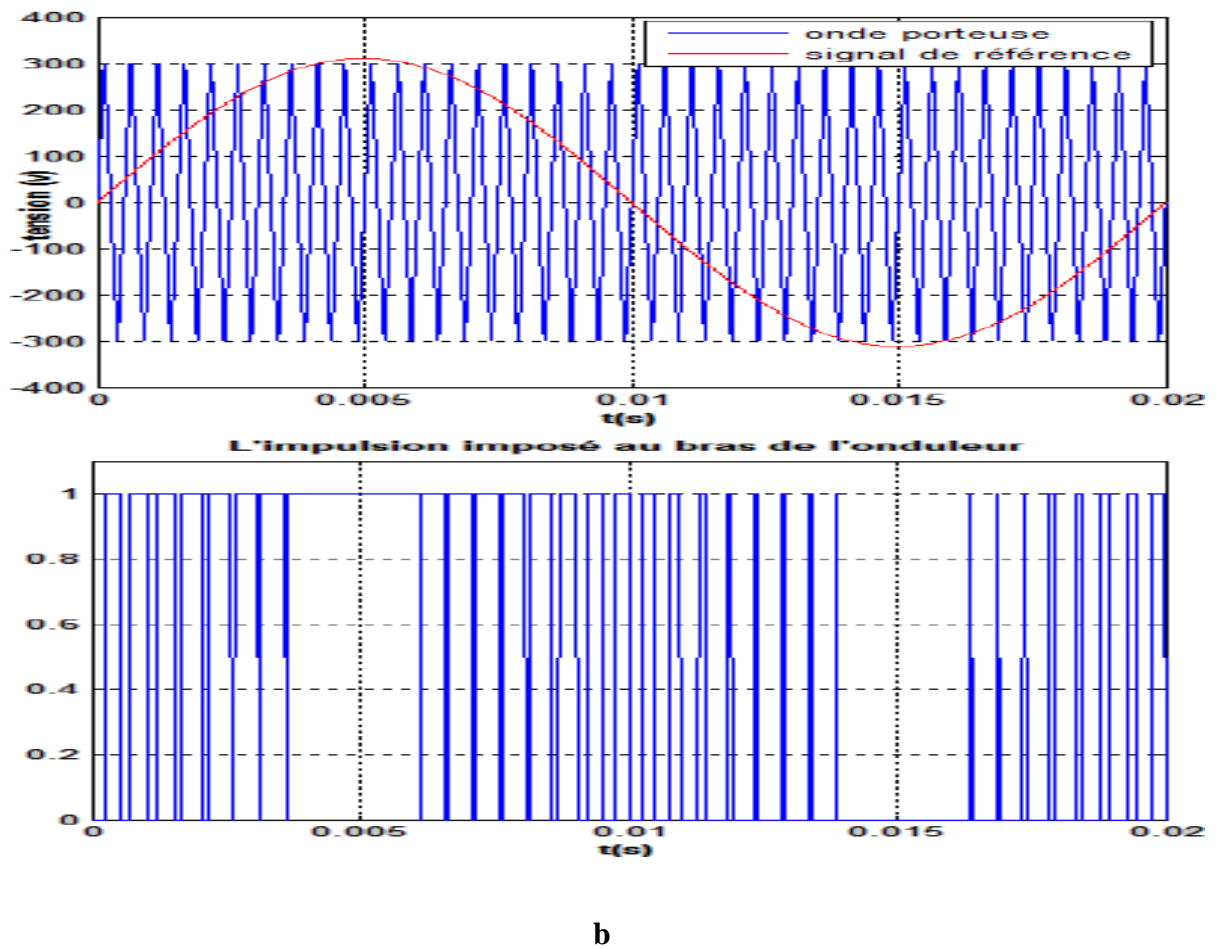 400
300
200
100
0
-100
-200
-300
-400
tension (v)
onde porteuse
signal de référence
0 0.005 0.01 0.015 0.02
t(s)
L'impulsion imposé au bras de l'onduleur
1
0.8
0.6
0.4
0.2
0
0 0.005 0.01 0.015 0.02
t(s)
b